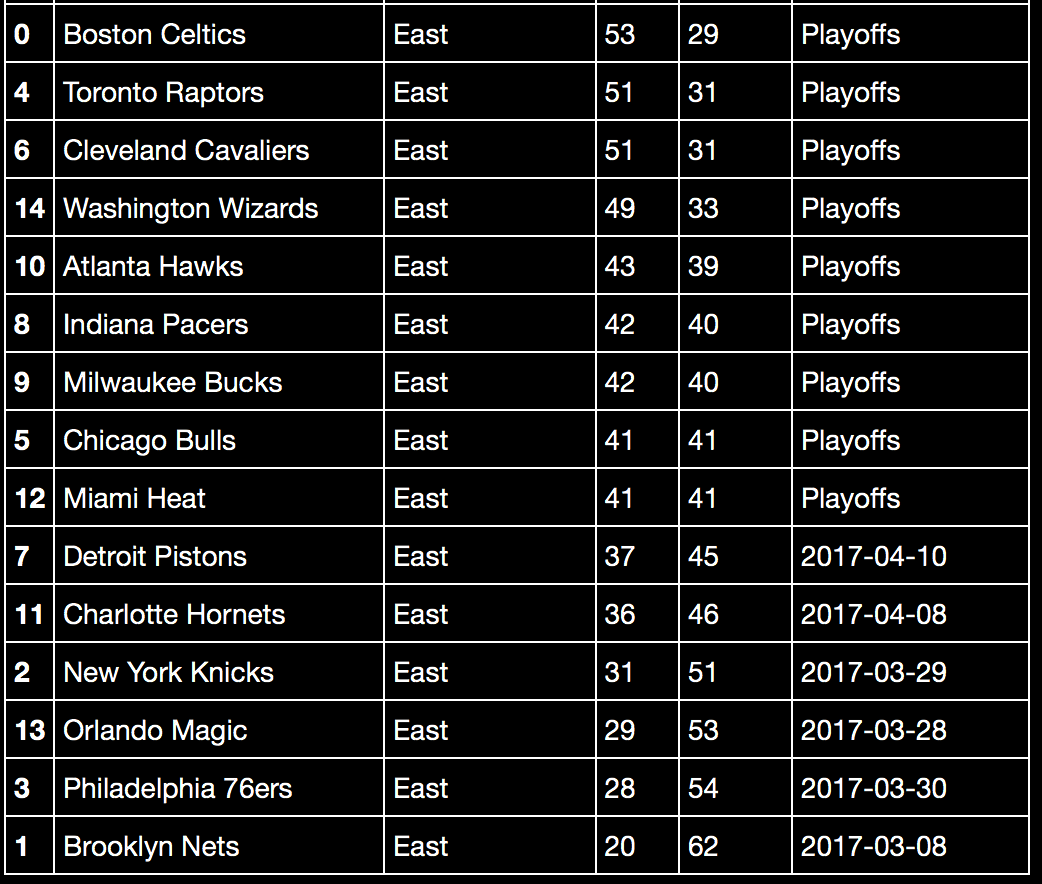 0 Boston Celtics East 53 29 Playoffs
4 Toronto Raptors East 51 31 Playoffs
6 Cleveland Cavaliers East 51 31 Playoffs
14 Washington Wizards East 49 33 Playoffs
10 Atlanta Hawks East 43 39 Playoffs
8 Indiana Pacers East 42 40 Playoffs
9 Milwaukee Bucks East 42 40 Playoffs
5 Chicago Bulls East 41 41 Playoffs
12 Miami Heat East 41 41 Playoffs
7 Detroit Pistons East 37 45 2017-04-10
11 Charlotte Hornets East 36 46 2017-04-08
2 New York Knicks East 31 51 2017-03-29
13 Orlando Magic East 29 53 2017-03-28
3 Philadelphia 76ers East 28 54 2017-03-30
1 Brooklyn Nets East 20 62 2017-03-08